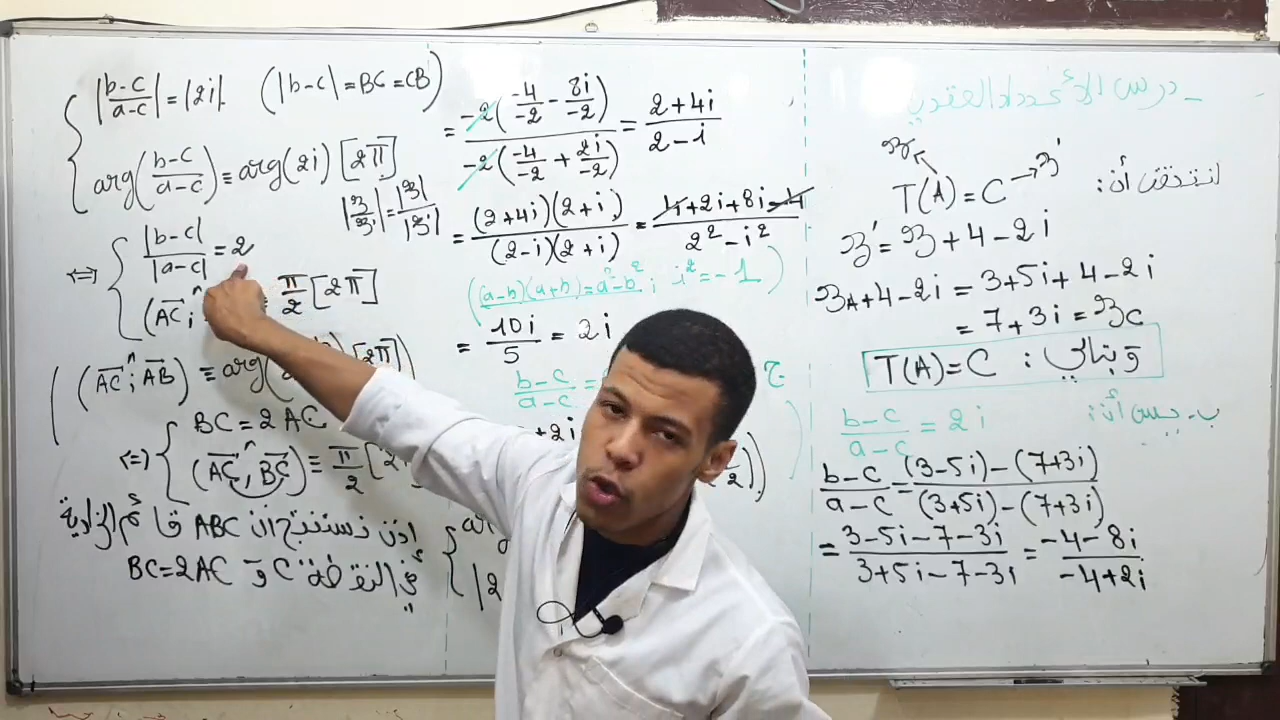 ـ درس الأعداد العقدية
لنتحقق أن:
z
T(A) = C → z'
z' = z + 4 - 2i
z_A + 4 - 2i = 3 + 5i + 4 - 2i
= 7 + 3i = z_C
وبالتالي : T(A) = C
ب - بين أن:
(b-c)/(a-c) = 2i
(b-c)/(a-c) = ((3-5i) - (7+3i))/((3+5i) - (7+3i))
= (3-5i-7-3i)/(3+5i-7-3i) = (-4-8i)/(-4+2i)
= (-2(-4/-2 - 8i/-2))/(-2(-4/-2 + 2i/-2)) = (2+4i)/(2-i)
= ((2+4i)(2+i))/((2-i)(2+i)) = (4+2i+8i-4)/(2² - i²)
((a-b)(a+b) = a² - b² ; i² = -1)
= 10i/5 = 2i
ج
(b-c)/(a-c) =
+ 2i
|2
|(b-c)/(a-c)| = |2i|. (|b-c| = BC = CB)
arg((b-c)/(a-c)) ≡ arg(2i) [2π]
|z/z'| = |z|/|z'|
⇔ { |b-c|/|a-c| = 2
(AC ; ≡ π/2 [2π]
(AC ; AB) ≡ arg( [2π])
BC = 2AC
⇔ { (AC, BC) ≡ π/2 [2
إذن نستنتج أن ABC قائم الزاوية
في النقطة C و BC=2AC